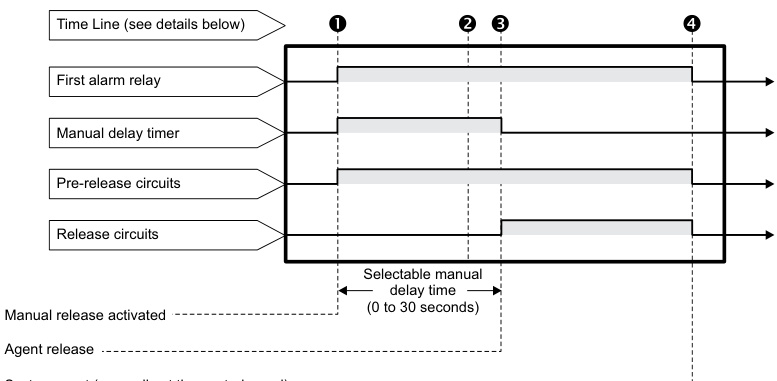 Time Line (see details below)
1 2 3 4
First alarm relay
Manual delay timer
Pre-release circuits
Release circuits
Selectable manual
delay time
(0 to 30 seconds)
Manual release activated
Agent release